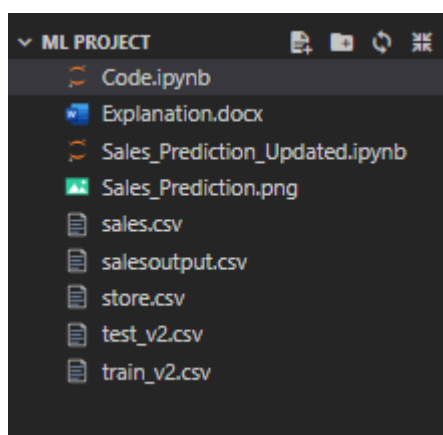 ML PROJECT
Code.ipynb
Explanation.docx
Sales_Prediction_Updated.ipynb
Sales_Prediction.png
sales.csv
salesoutput.csv
store.csv
test_v2.csv
train_v2.csv